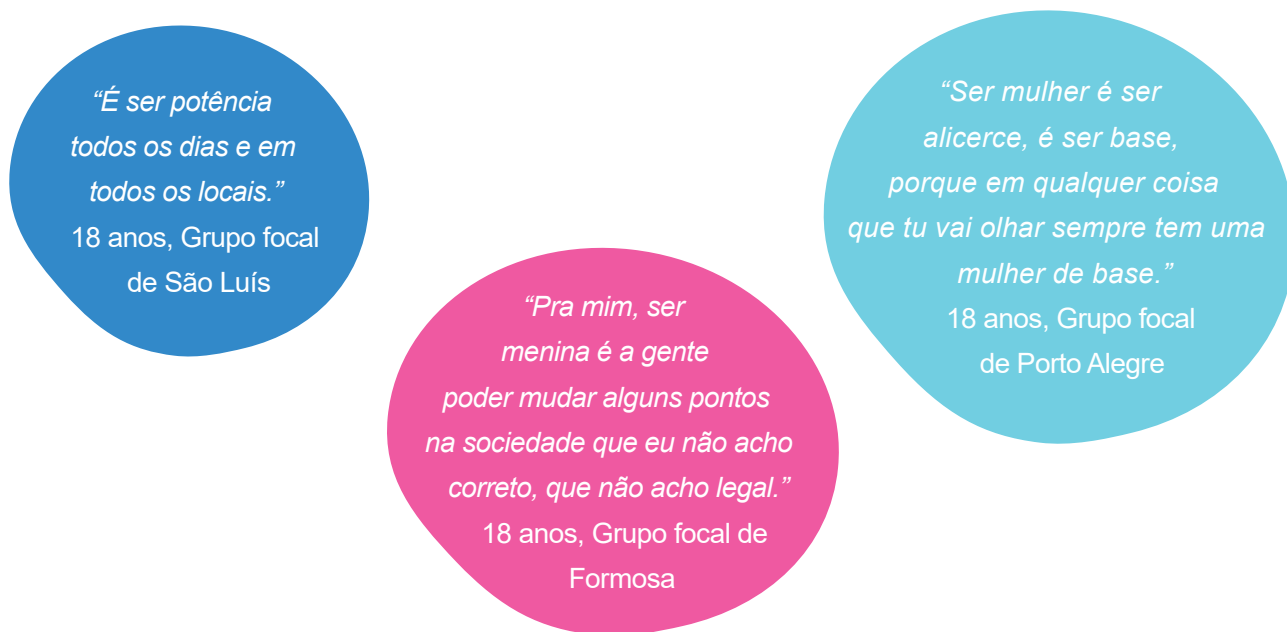 “É ser potência
todos os dias e em
todos os locais.”
18 anos, Grupo focal
de São Luís
“Pra mim, ser
menina é a gente
poder mudar alguns pontos
na sociedade que eu não acho
correto, que não acho legal.”
18 anos, Grupo focal de
Formosa
“Ser mulher é ser
alicerce, é ser base,
porque em qualquer coisa
que tu vai olhar sempre tem uma
mulher de base.”
18 anos, Grupo focal
de Porto Alegre